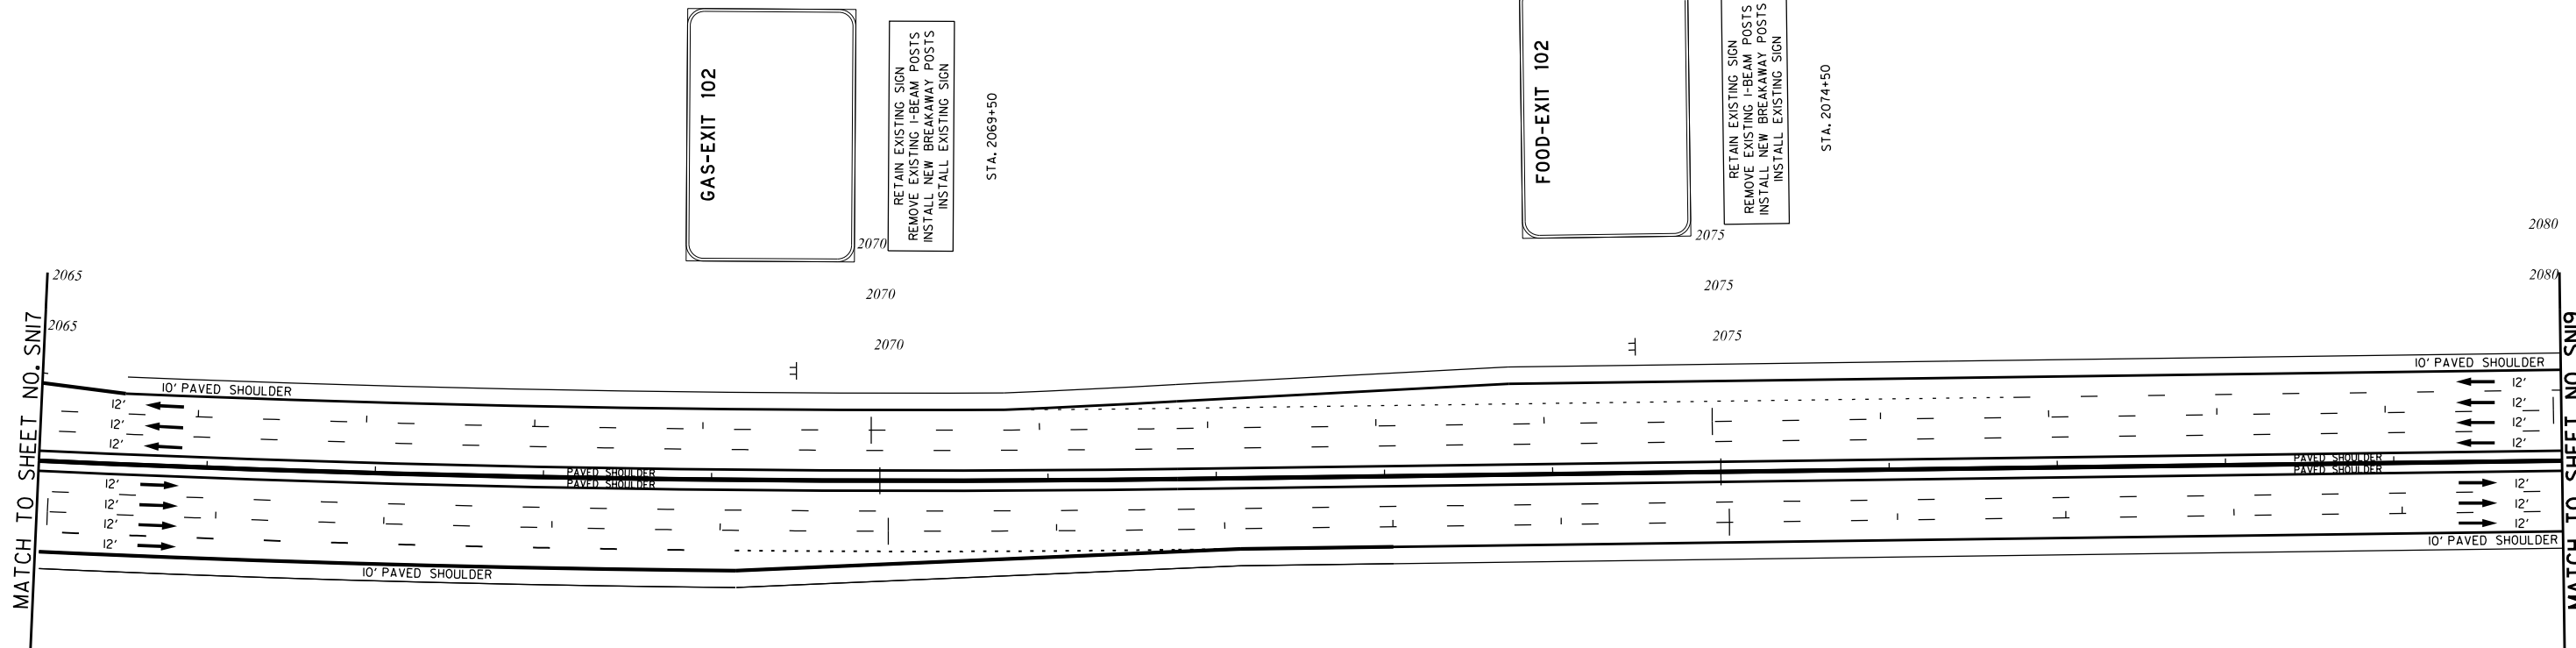 GAS-EXIT 102
RETAIN EXISTING SIGN
REMOVE EXISTING I-BEAM POSTS
INSTALL NEW BREAKAWAY POSTS
INSTALL EXISTING SIGN
STA. 2069+50
FOOD-EXIT 102
RETAIN EXISTING SIGN
REMOVE EXISTING I-BEAM POSTS
INSTALL NEW BREAKAWAY POSTS
INSTALL EXISTING SIGN
STA. 2074+50
2070
2075
2080
2065
2070
2075
2080
2065
2070
2075
MATCH TO SHEET NO. SN17
MATCH TO SHEET NO. SN19
10' PAVED SHOULDER
10' PAVED SHOULDER
12'
12'
12'
12'
12'
12'
12'
PAVED SHOULDER
PAVED SHOULDER
PAVED SHOULDER
PAVED SHOULDER
12'
12'
12'
12'
12'
12'
12'
10' PAVED SHOULDER
10' PAVED SHOULDER